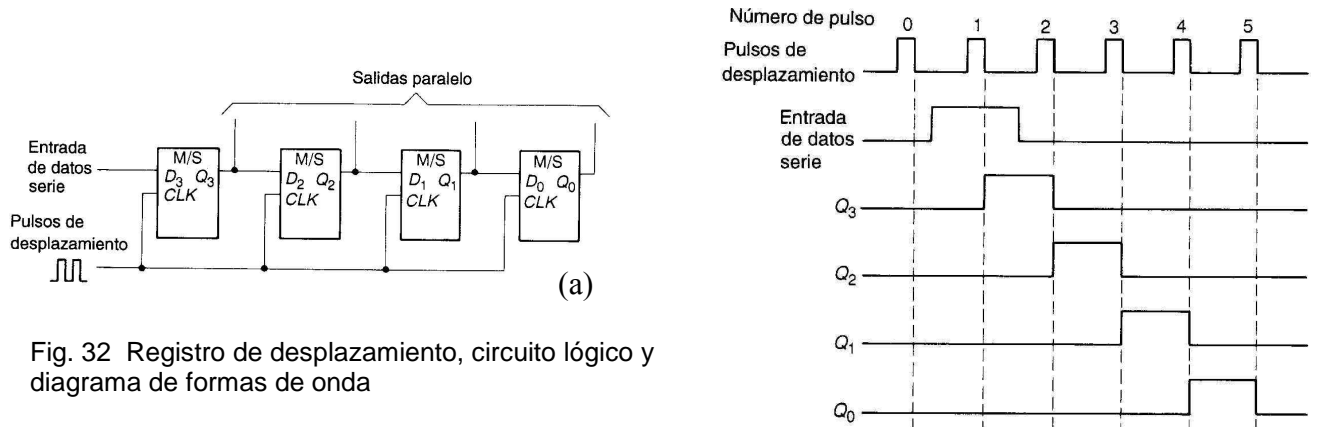 Salidas paralelo
Entrada
de datos
serie
M/S
D3 Q3
CLK
M/S
D2 Q2
CLK
M/S
D1 Q1
CLK
M/S
D0 Q0
CLK
Pulsos de
desplazamiento
(a)
Fig. 32 Registro de desplazamiento, circuito lógico y
diagrama de formas de onda
Número de pulso 0 1 2 3 4 5
Pulsos de
desplazamiento
Entrada
de datos
serie
Q3
Q2
Q1
Q0